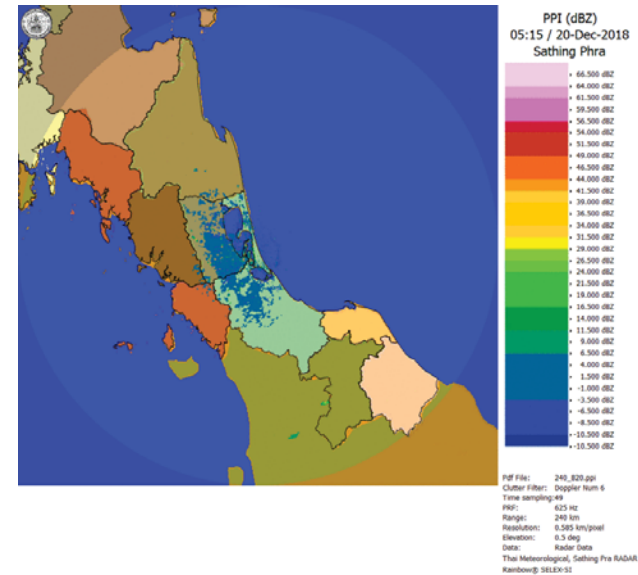 PPI (dBZ)
05:15 / 20-Dec-2018
Sathing Phra
66.500 dBZ
64.000 dBZ
61.500 dBZ
59.500 dBZ
56.500 dBZ
54.000 dBZ
51.500 dBZ
49.000 dBZ
46.500 dBZ
44.000 dBZ
41.500 dBZ
39.000 dBZ
36.500 dBZ
34.000 dBZ
31.500 dBZ
29.000 dBZ
26.500 dBZ
24.000 dBZ
21.500 dBZ
19.000 dBZ
16.500 dBZ
14.000 dBZ
11.500 dBZ
9.000 dBZ
6.500 dBZ
4.000 dBZ
1.500 dBZ
-1.000 dBZ
-3.500 dBZ
-6.500 dBZ
-8.500 dBZ
-10.500 dBZ
-10.500 dBZ
Pdf File: 240_820.ppi
Clutter Filter: Doppler Num 6
Time sampling:49
PRF: 625 Hz
Range: 240 km
Resolution: 0.585 km/pixel
Elevation: 0.5 deg
Data: Radar Data
Thai Meteorological, Sathing Pra RADAR
Rainbow® SELEX-SI